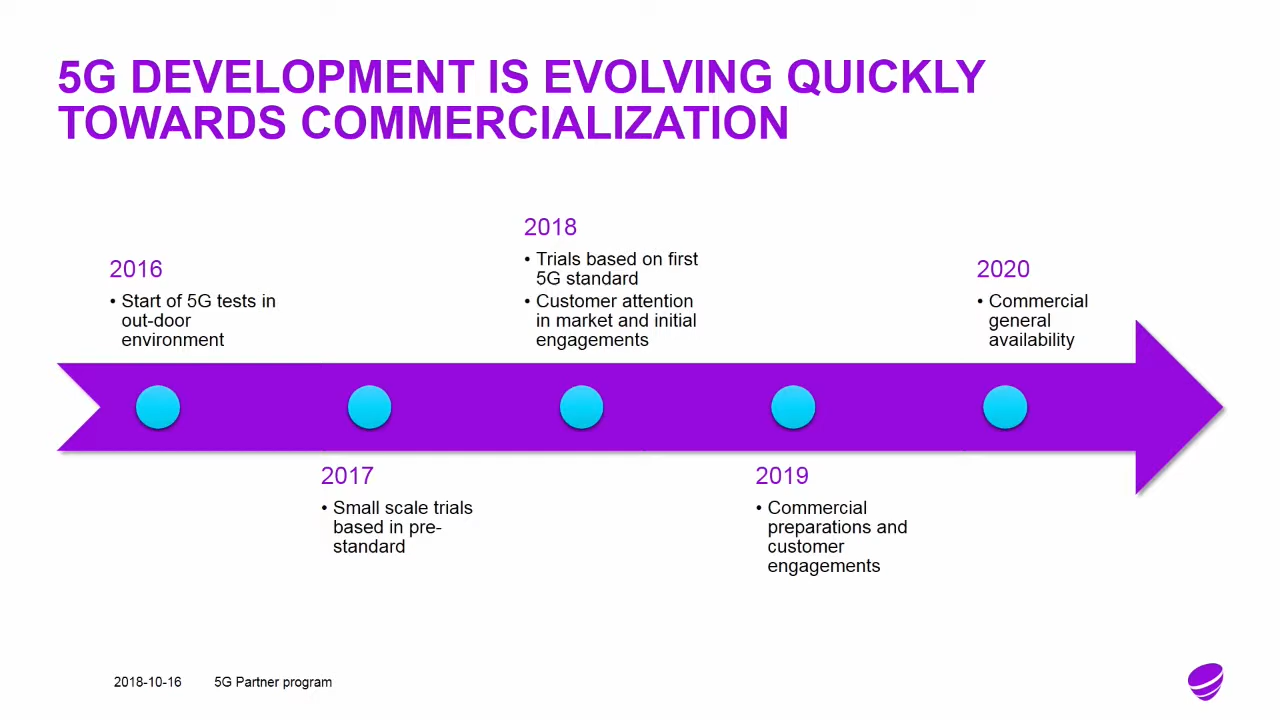 5G DEVELOPMENT IS EVOLVING QUICKLY
TOWARDS COMMERCIALIZATION
2016
• Start of 5G tests in
out-door
environment
2017
• Small scale trials
based in pre-
standard
2018
• Trials based on first
5G standard
• Customer attention
in market and initial
engagements
2019
• Commercial
preparations and
customer
engagements
2020
• Commercial
general
availability
2018-10-16 5G Partner program